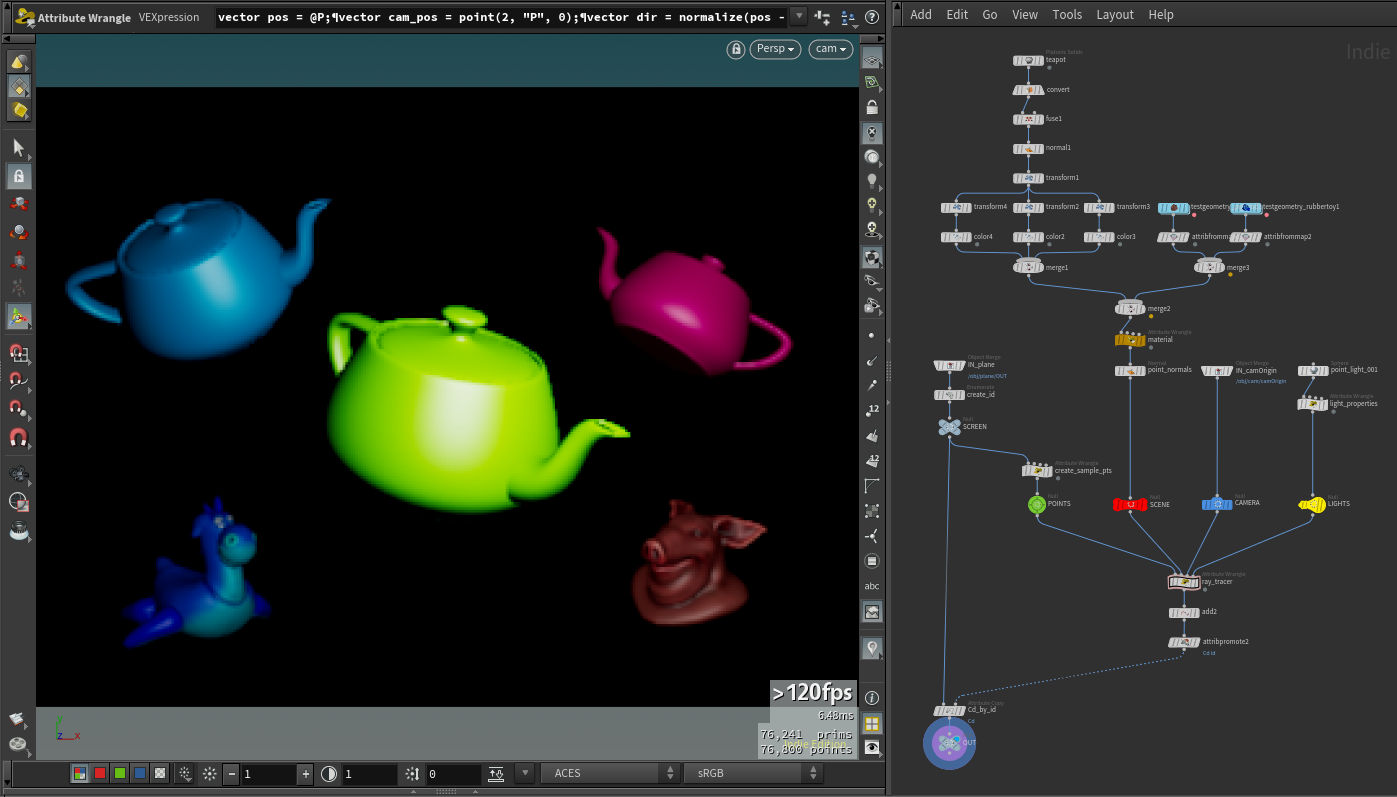 Attribute Wrangle VEXpression vector pos = @P;¶vector cam_pos = point(2, "P", 0);¶vector dir = normalize(pos -
Persp cam
12
12
abc
>120fps
6.48ms
76,241 prims
76,800 points
Indie Edition
y
z x
1 1 0 ACES sRGB
Add Edit Go View Tools Layout Help
Indie
Platonic Solids
teapot
convert
fuse1
normal1
transform1
transform4 transform2 transform3 testgeometry testgeometry_rubbertoy1
color4 color2 color3 attribfromma attribfrommap2
merge1 merge3
merge2
Attribute Wrangle
material
Object Merge
IN_plane
/obj/plane/OUT
Normal
point_normals
Object Merge
IN_camOrigin
/obj/cam/camOrigin
Sphere
point_light_001
Enumerate
create_id
Attribute Wrangle
light_properties
Null
SCREEN
Attribute Wrangle
create_sample_pts
Null
POINTS
Null
SCENE
Null
CAMERA
Null
LIGHTS
Attribute Wrangle
ray_tracer
add2
attribpromote2
Cd id
Attribute Copy
Cd_by_id
Cd
OUT